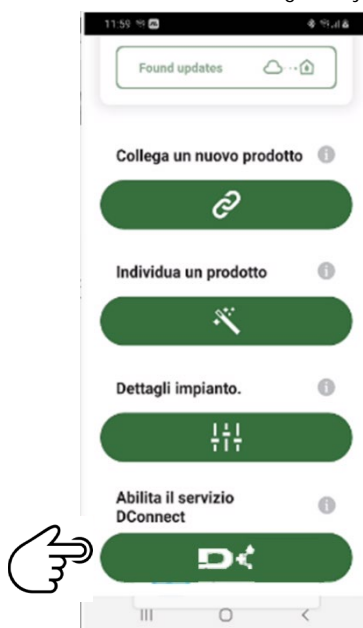 11:59
Found updates
Collega un nuovo prodotto
Individua un prodotto
Dettagli impianto.
Abilita il servizio
DConnect